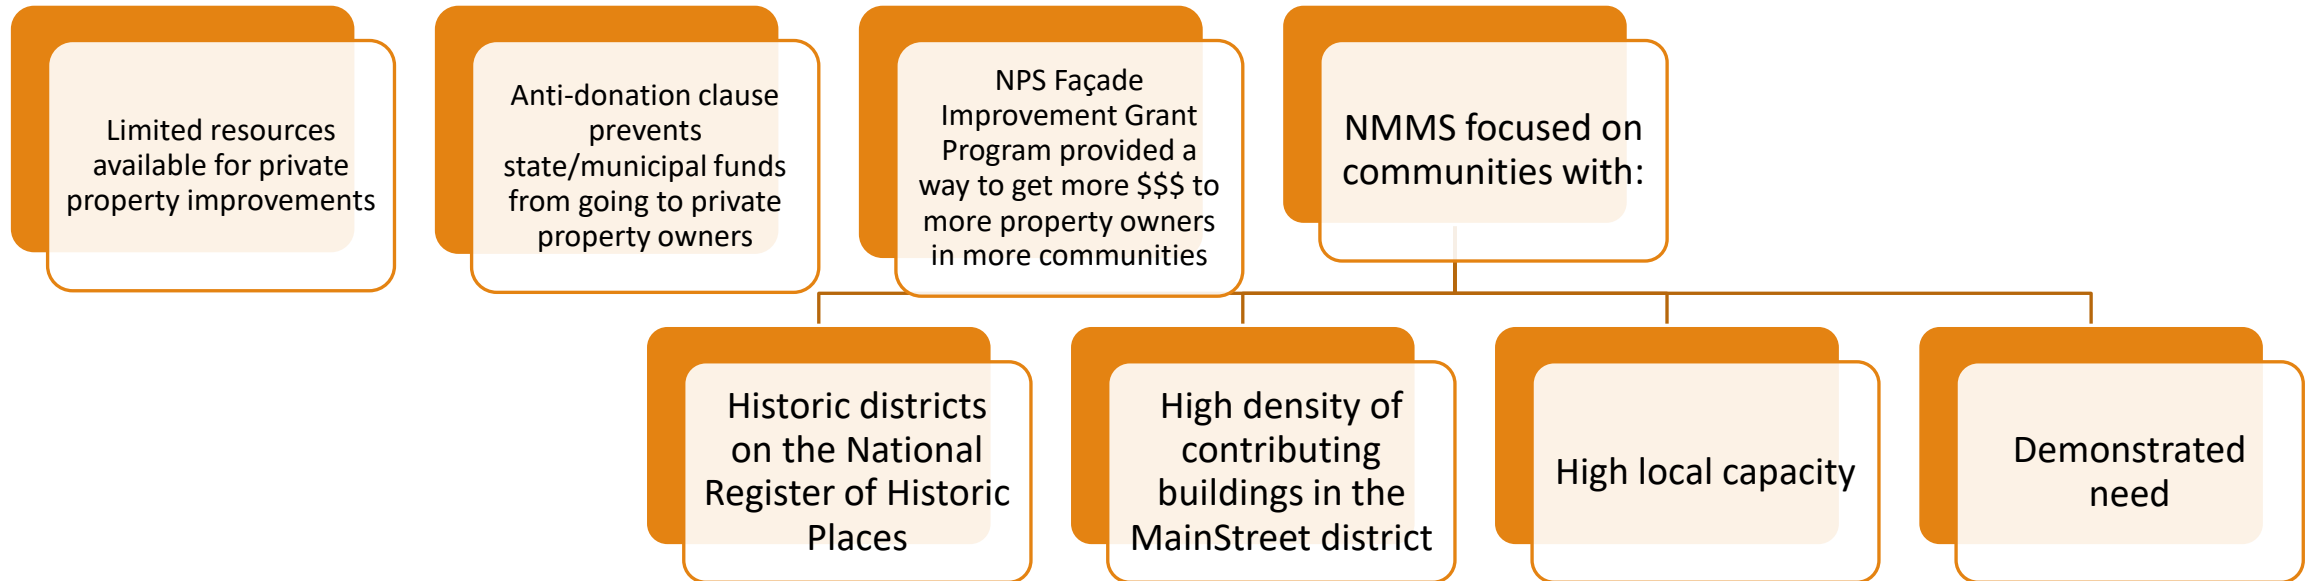 Limited resources
available for private
property improvements
Anti-donation clause
prevents
state/municipal funds
from going to private
property owners
NPS Façade
Improvement Grant
Program provided a
way to get more $$$ to
more property owners
in more communities
NMMS focused on
communities with:
Historic districts
on the National
Register of Historic
Places
High density of
contributing
buildings in the
MainStreet district
High local capacity
Demonstrated
need